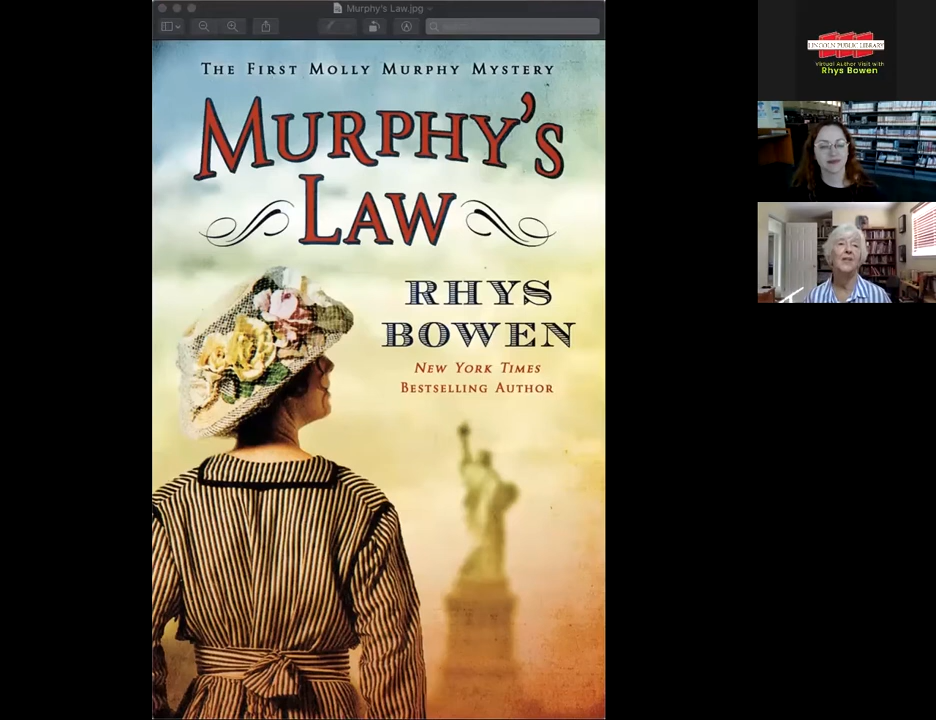 Murphy's Law.jpg
THE FIRST MOLLY MURPHY MYSTERY
MURPHY'S
LAW
RHYS
BOWEN
NEW YORK TIMES
BESTSELLING AUTHOR
LINCOLN PUBLIC LIBRARY
Virtual Author Visit with
Rhys Bowen